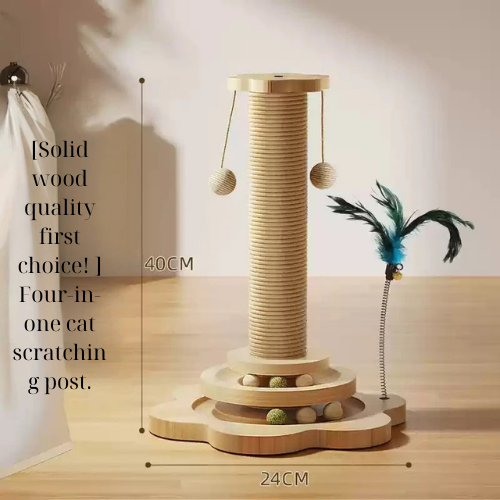 [Solid
wood
quality
first
choice! ]
Four-in-
one cat
scratchin
g post.
40CM
24CM